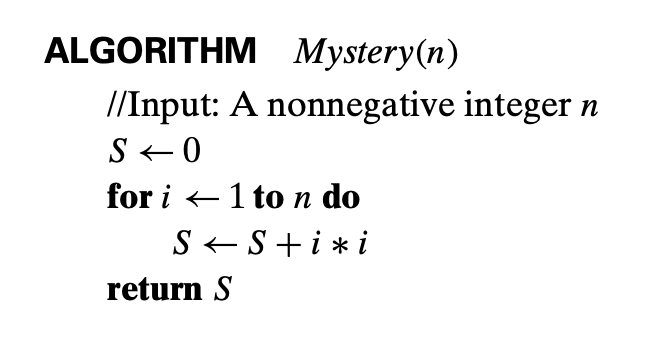 ALGORITHM Mystery(n)
//Input: A nonnegative integer n
S ← 0
for i ← 1 to n do
S ← S + i * i
return S